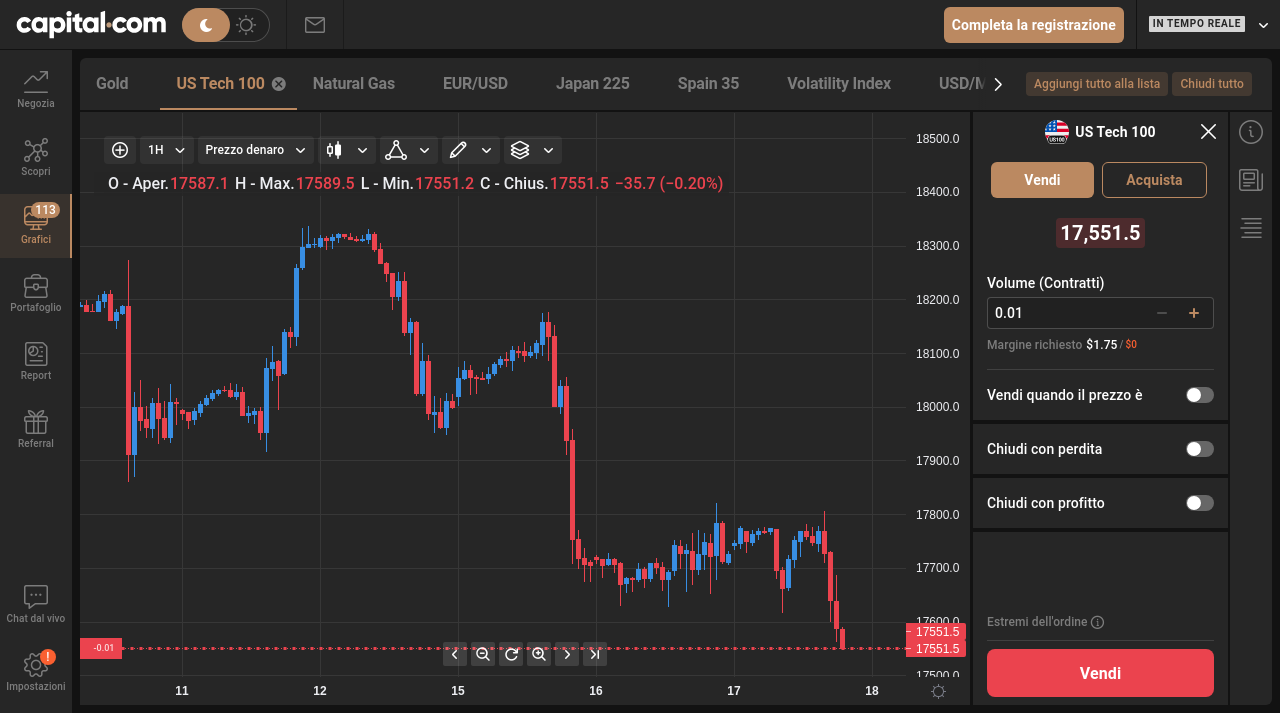 capital.com
Completa la registrazione
IN TEMPO REALE
Negozia
Scopri
113
Grafici
Portafoglio
Report
Referral
Chat dal vivo
!
Impostazioni
Gold
US Tech 100
Natural Gas
EUR/USD
Japan 225
Spain 35
Volatility Index
USD/M
Aggiungi tutto alla lista
Chiudi tutto
1H
Prezzo denaro
O - Aper.17587.1 H - Max.17589.5 L - Min.17551.2 C - Chius.17551.5 −35.7 (−0.20%)
18500.0
18400.0
18300.0
18200.0
18100.0
18000.0
17900.0
17800.0
17700.0
17600.0
17551.5
17551.5
17500.0
-0.01
11
12
15
16
17
18
US100
US Tech 100
Vendi
Acquista
17,551.5
Volume (Contratti)
0.01
− +
Margine richiesto $1.75 / $0
Vendi quando il prezzo è
Chiudi con perdita
Chiudi con profitto
Estremi dell'ordine
Vendi